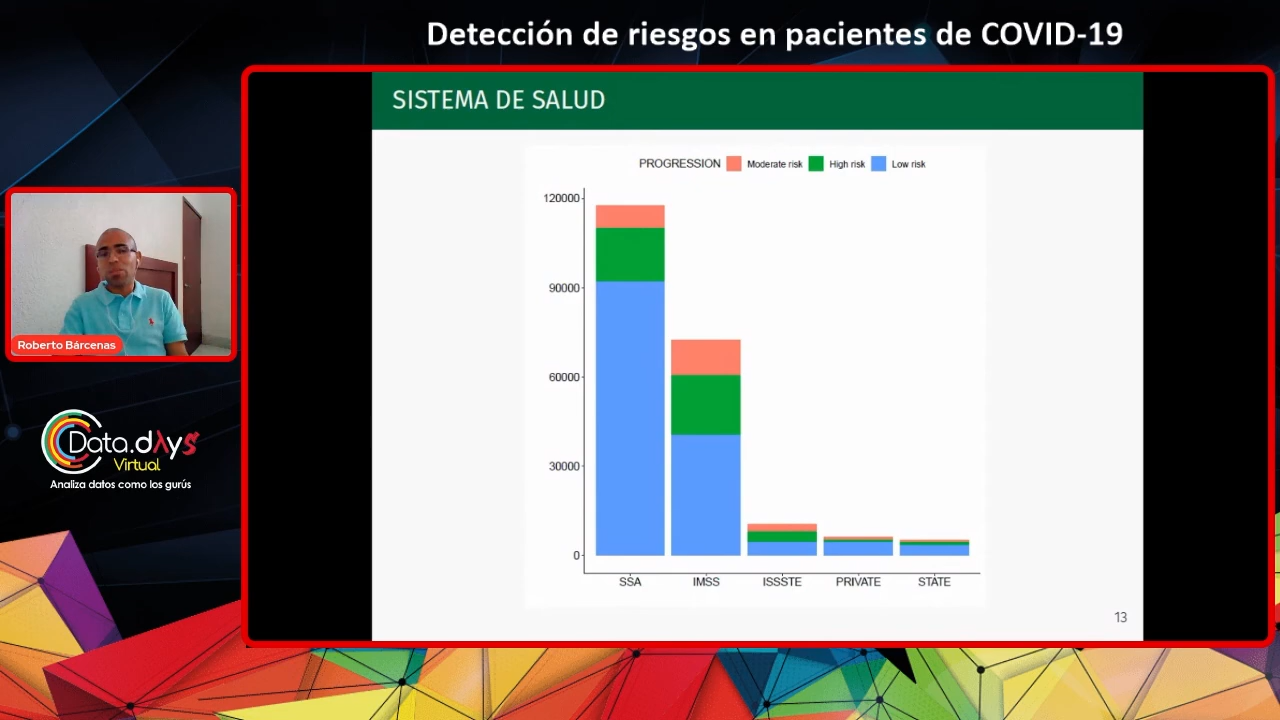 Detección de riesgos en pacientes de COVID-19
SISTEMA DE SALUD
PROGRESSION Moderate risk High risk Low risk
120000
90000
60000
30000
0
SSA IMSS ISSSTE PRIVATE STATE
13
Roberto Bárcenas
Data.dAyS
Virtual
Analiza datos como los gurús